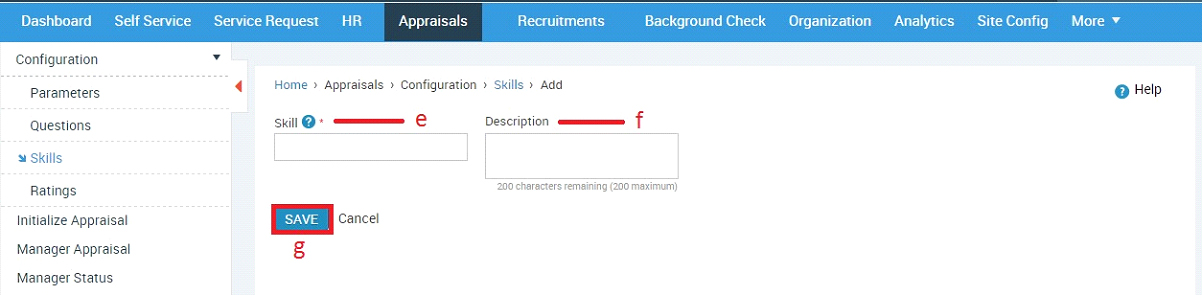 Dashboard Self Service Service Request HR Appraisals Recruitments Background Check Organization Analytics Site Config More
Configuration
Parameters
Questions
Skills
Ratings
Initialize Appraisal
Manager Appraisal
Manager Status
Home › Appraisals › Configuration › Skills › Add
? Help
Skill ? * e
Description f
200 characters remaining (200 maximum)
SAVE Cancel
g